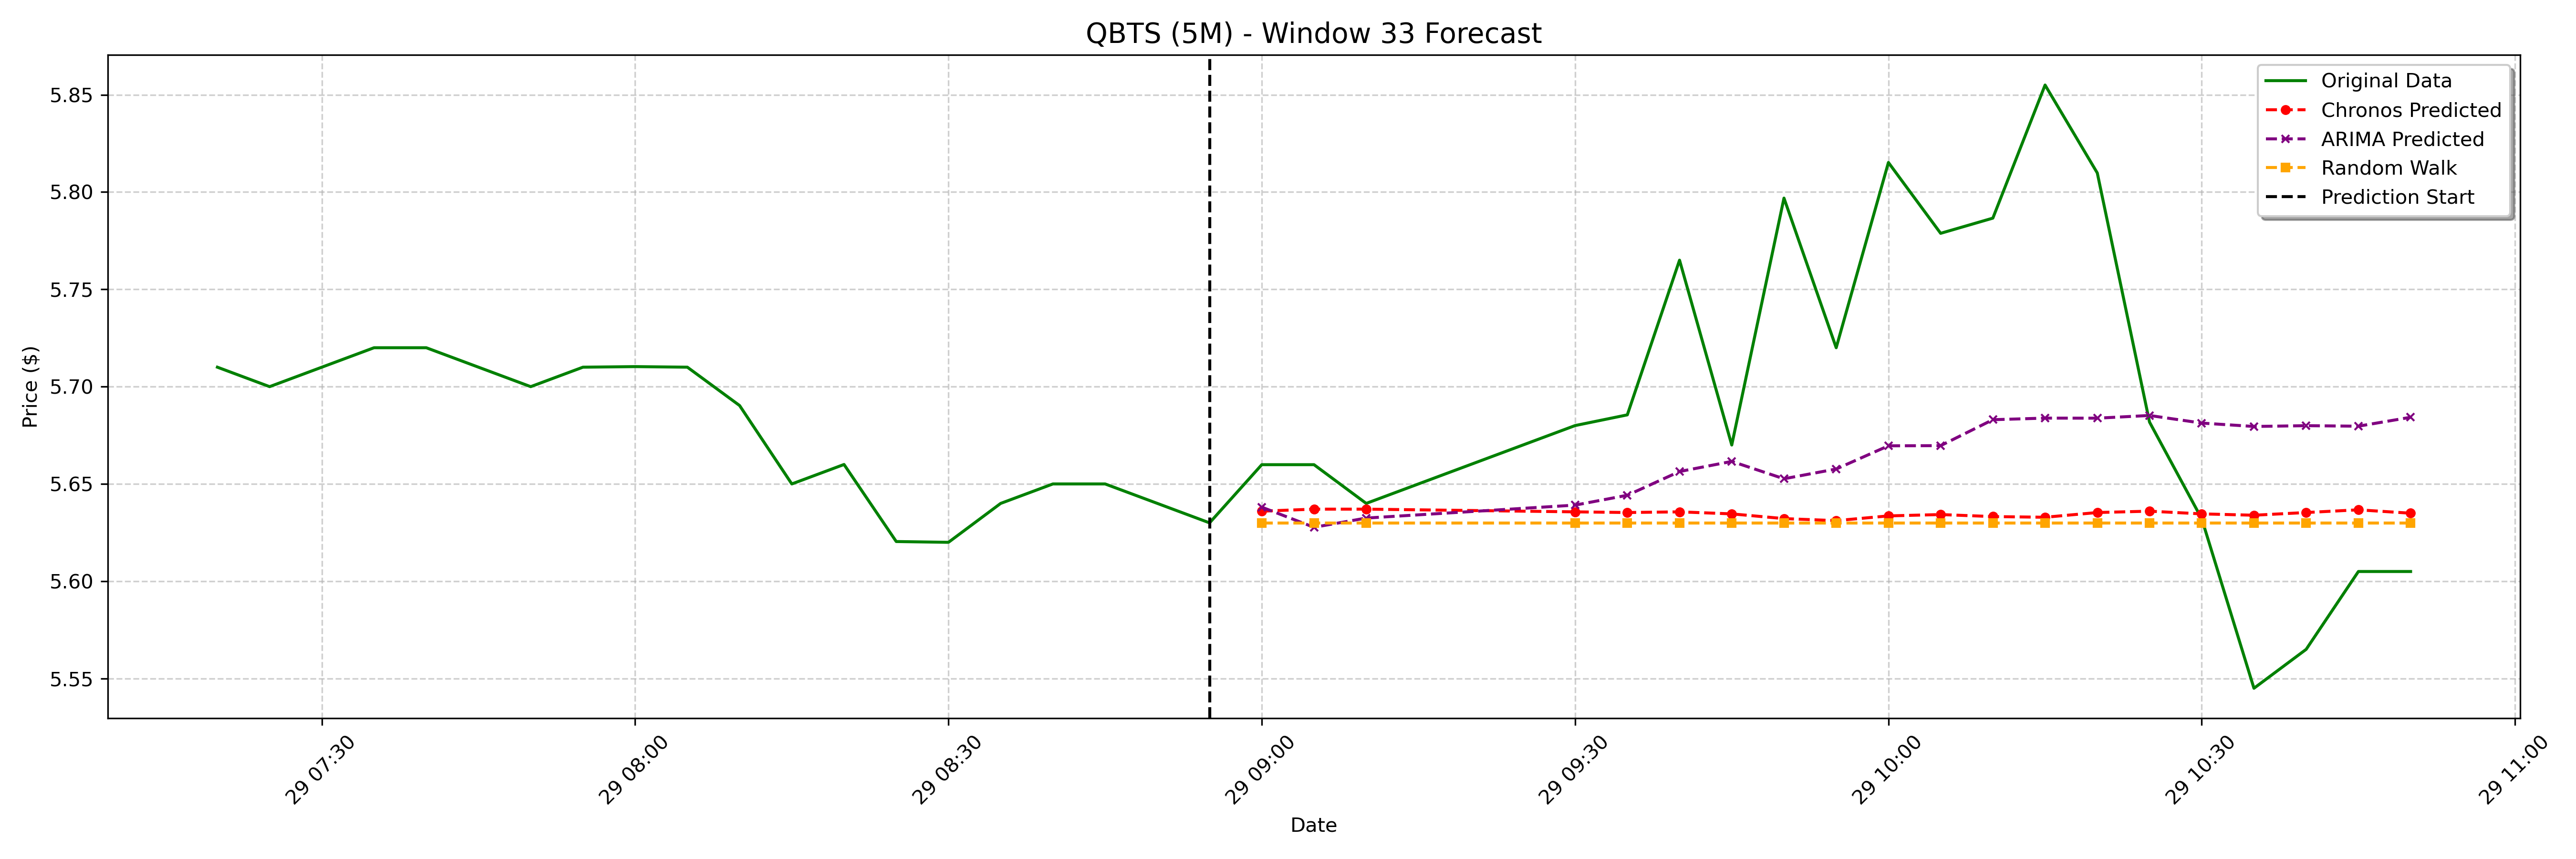 QBTS (5M) - Window 33 Forecast
Original Data
Chronos Predicted
ARIMA Predicted
Random Walk
Prediction Start
Price ($)
5.85
5.80
5.75
5.70
5.65
5.60
5.55
29 07:30
29 08:00
29 08:30
29 09:00
29 09:30
29 10:00
29 10:30
29 11:00
Date